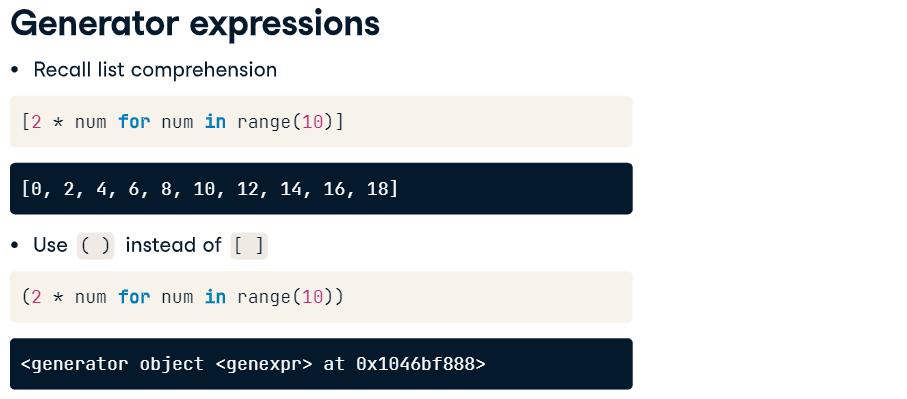 Generator expressions
• Recall list comprehension
[2 * num for num in range(10)]
[0, 2, 4, 6, 8, 10, 12, 14, 16, 18]
• Use ( ) instead of [ ]
(2 * num for num in range(10))
<generator object <genexpr> at 0x1046bf888>